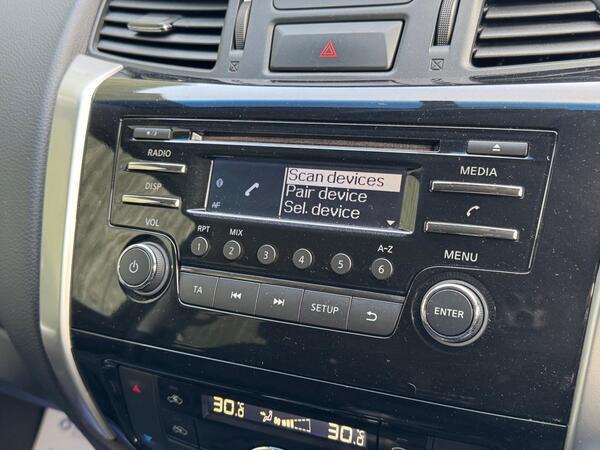 RADIO
MEDIA
DISP
Scan devices
Pair device
Sel. device
AF
VOL
RPT
MIX
A-Z
MENU
1 2 3 4 5 6
TA
SETUP
ENTER
30.0
30.0